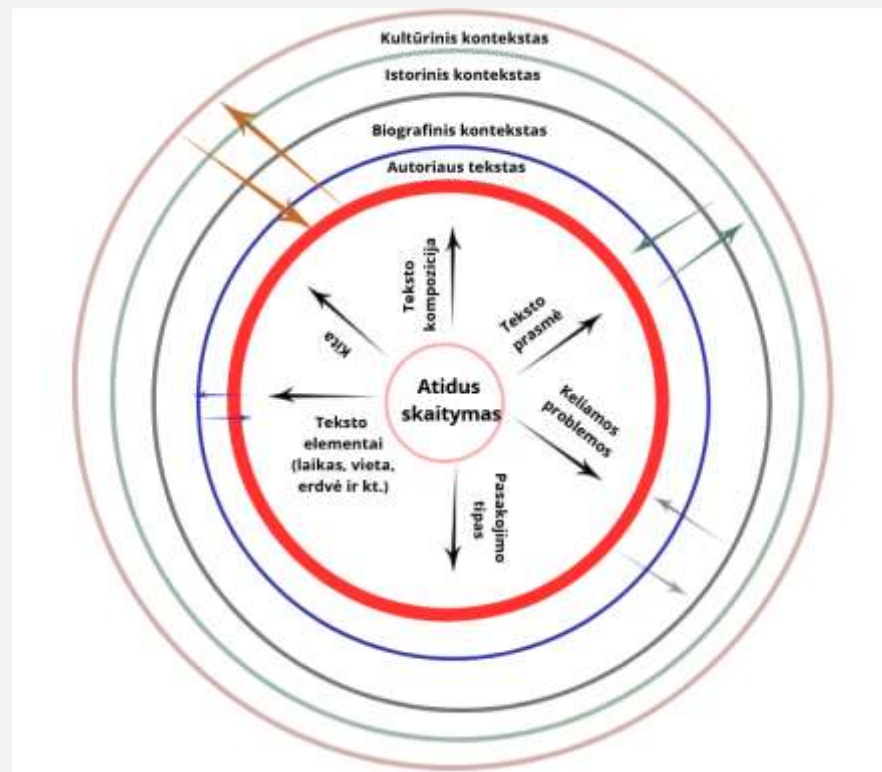 Kultūrinis kontekstas
Istorinis kontekstas
Biografinis kontekstas
Autoriaus tekstas
Teksto
kompozicija
Teksto
prasmė
Kita
Atidus
skaitymas
Keliamos
problemos
Teksto
elementai
(laikas, vieta,
erdvė ir kt.)
Pasakojimo
tipas